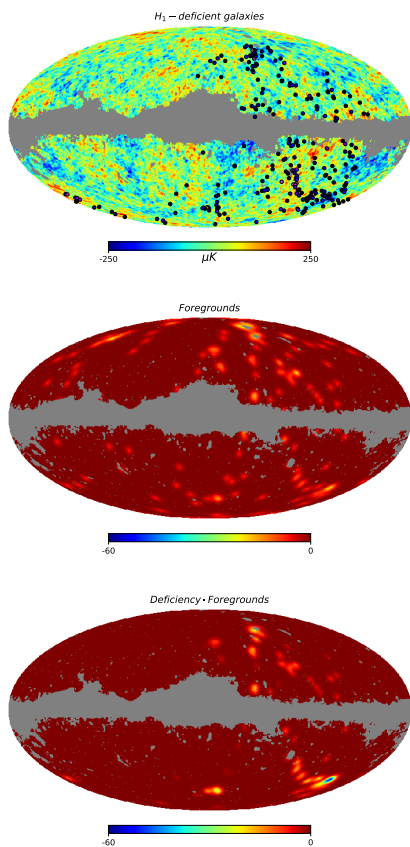 H₁ − deficient galaxies
-250 250
μK
Foregrounds
-60 0
Deficiency · Foregrounds
-60 0